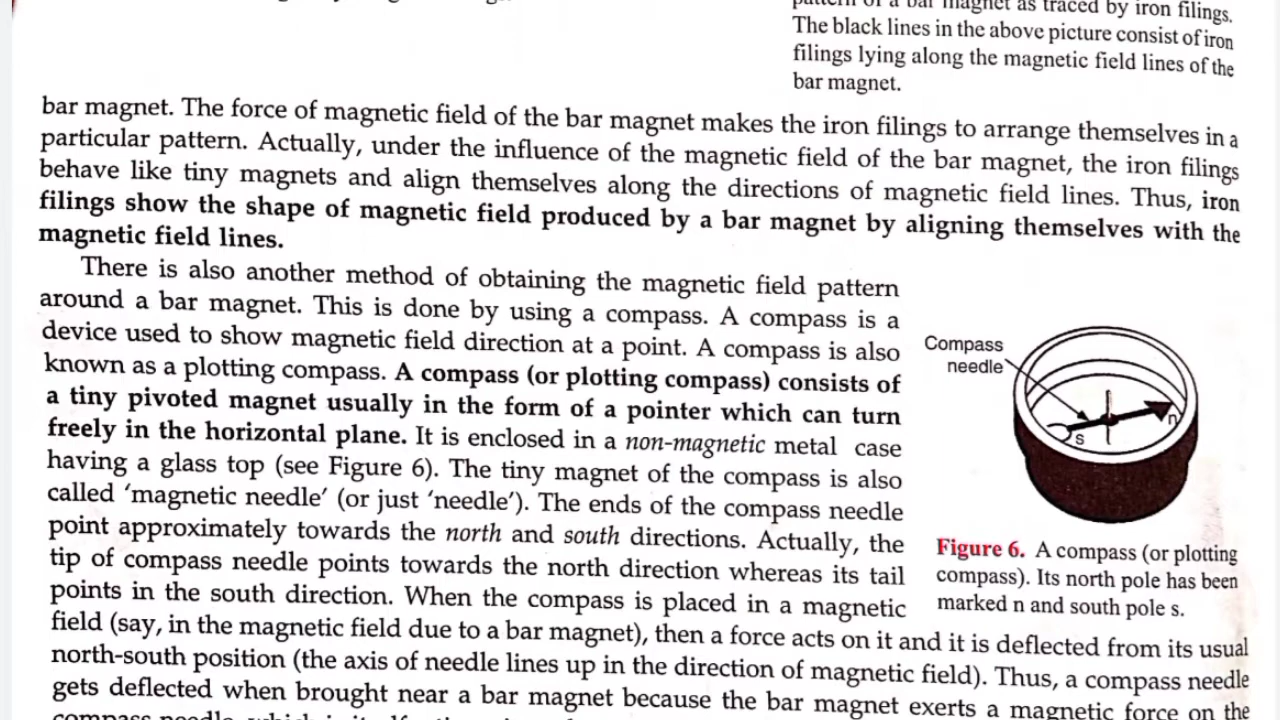 pattern of a bar magnet as traced by iron filings.
The black lines in the above picture consist of iron
filings lying along the magnetic field lines of the
bar magnet.
bar magnet. The force of magnetic field of the bar magnet makes the iron filings to arrange themselves in a
particular pattern. Actually, under the influence of the magnetic field of the bar magnet, the iron filings
behave like tiny magnets and align themselves along the directions of magnetic field lines. Thus, iron
filings show the shape of magnetic field produced by a bar magnet by aligning themselves with the
magnetic field lines.
There is also another method of obtaining the magnetic field pattern
around a bar magnet. This is done by using a compass. A compass is a
device used to show magnetic field direction at a point. A compass is also
known as a plotting compass. A compass (or plotting compass) consists of
a tiny pivoted magnet usually in the form of a pointer which can turn
freely in the horizontal plane. It is enclosed in a non-magnetic metal case
having a glass top (see Figure 6). The tiny magnet of the compass is also
called ‘magnetic needle’ (or just ‘needle’). The ends of the compass needle
point approximately towards the north and south directions. Actually, the
tip of compass needle points towards the north direction whereas its tail
points in the south direction. When the compass is placed in a magnetic
field (say, in the magnetic field due to a bar magnet), then a force acts on it and it is deflected from its usual
north-south position (the axis of needle lines up in the direction of magnetic field). Thus, a compass needle
gets deflected when brought near a bar magnet because the bar magnet exerts a magnetic force on the
Compass
needle
n
s
Figure 6. A compass (or plotting
compass). Its north pole has been
marked n and south pole s.